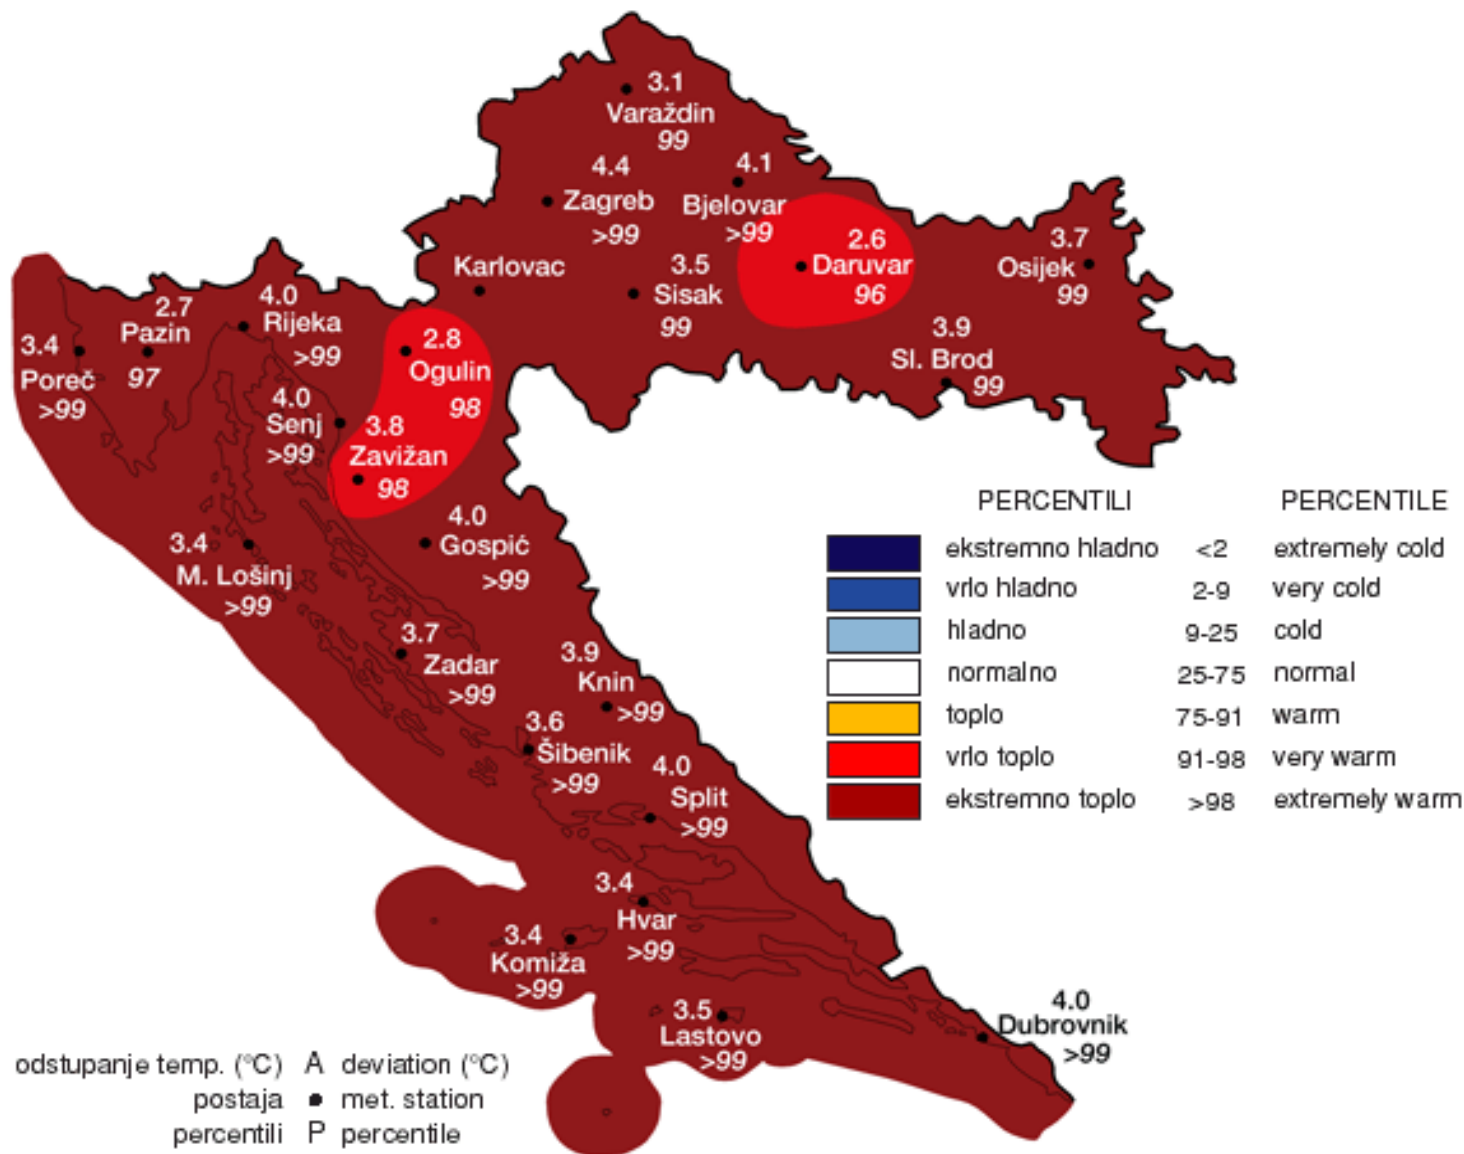 3.1
Varaždin
99
4.4
Zagreb
>99
4.1
Bjelovar
>99
2.6
Daruvar
96
3.7
Osijek
99
Karlovac
3.5
Sisak
99
3.9
Sl. Brod
99
2.7
Pazin
97
4.0
Rijeka
>99
3.4
Poreč
>99
2.8
Ogulin
98
4.0
Senj
>99
3.8
Zavižan
98
4.0
Gospić
>99
3.4
M. Lošinj
>99
3.7
Zadar
>99
3.9
Knin
>99
3.6
Šibenik
>99
4.0
Split
>99
3.4
Hvar
>99
3.4
Komiža
>99
3.5
Lastovo
>99
4.0
Dubrovnik
>99
PERCENTILI PERCENTILE
ekstremno hladno <2 extremely cold
vrlo hladno 2-9 very cold
hladno 9-25 cold
normalno 25-75 normal
toplo 75-91 warm
vrlo toplo 91-98 very warm
ekstremno toplo >98 extremely warm
odstupanje temp. (°C) A deviation (°C)
postaja ● met. station
percentili P percentile